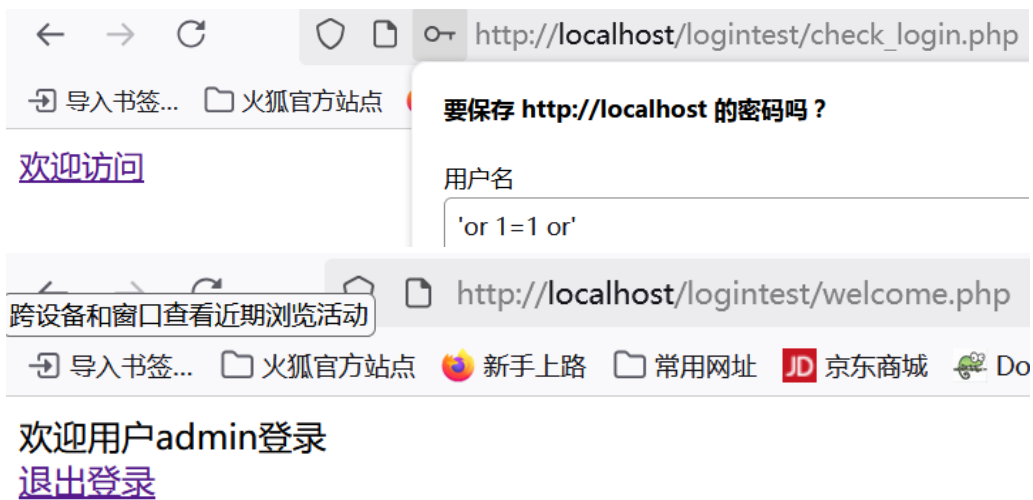 http://localhost/logintest/check_login.php
导入书签... 火狐官方站点
要保存 http://localhost 的密码吗？
欢迎访问
用户名
'or 1=1 or'
http://localhost/logintest/welcome.php
跨设备和窗口查看近期浏览活动
导入书签... 火狐官方站点 新手上路 常用网址 JD 京东商城 Do
欢迎用户admin登录
退出登录